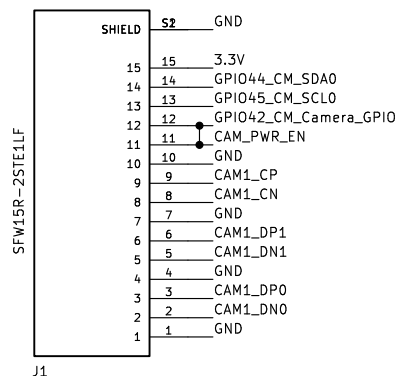 SHIELD S2 GND
15 15 3.3V
14 14 GPIO44_CM_SDA0
13 13 GPIO45_CM_SCL0
12 12 GPIO42_CM_Camera_GPIO
11 11 CAM_PWR_EN
10 10 GND
9 9 CAM1_CP
8 8 CAM1_CN
7 7 GND
6 6 CAM1_DP1
5 5 CAM1_DN1
4 4 GND
3 3 CAM1_DP0
2 2 CAM1_DN0
1 1 GND
SFW15R-2STE1LF
J1